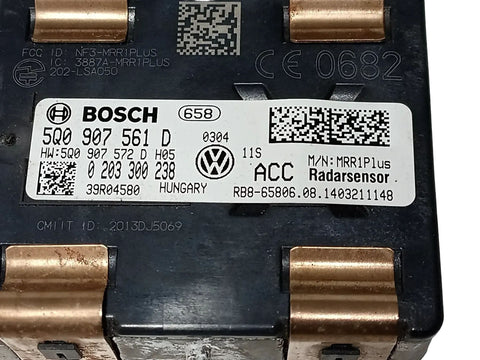 FCC ID: NF3-MRR1PLUS
IC: 3887A-MRR1PLUS
202-LSA050
CE 0682
BOSCH 658
5Q0 907 561 D 0304
HW:5Q0 907 572 D H05 11S
0 203 300 238 ACC M/N:MRR1Plus
Radarsensor
39R04580 HUNGARY RB8-65806.08.1403211148
CMIIT ID: 2013DJ5069